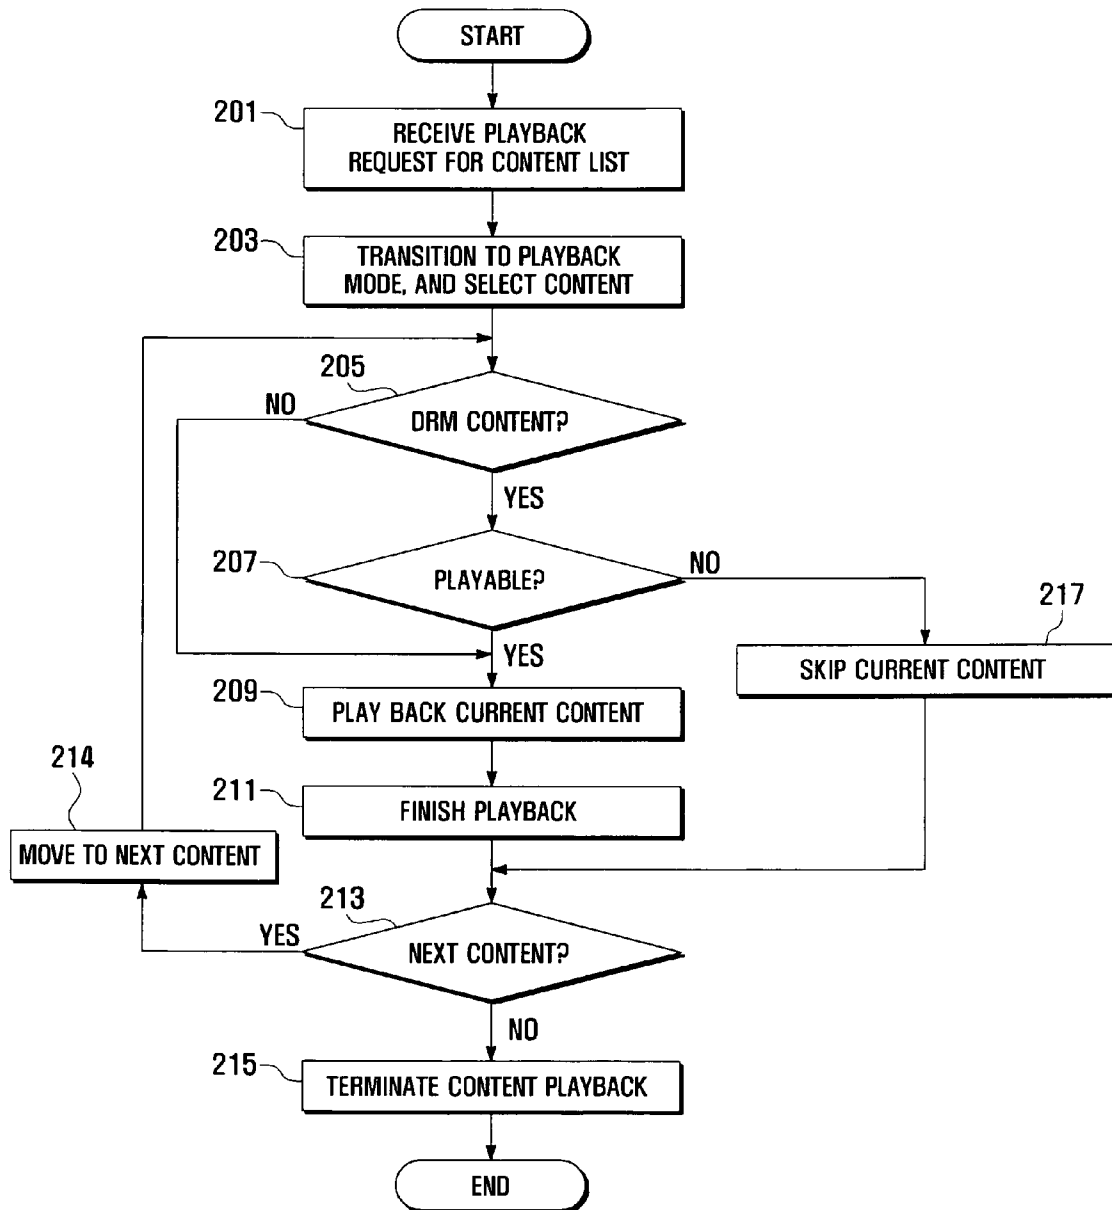 START
201
RECEIVE PLAYBACK
REQUEST FOR CONTENT LIST
203
TRANSITION TO PLAYBACK
MODE, AND SELECT CONTENT
205
NO
DRM CONTENT?
YES
207
PLAYABLE?
NO
217
YES
SKIP CURRENT CONTENT
209
PLAY BACK CURRENT CONTENT
214
211
FINISH PLAYBACK
MOVE TO NEXT CONTENT
213
YES
NEXT CONTENT?
NO
215
TERMINATE CONTENT PLAYBACK
END